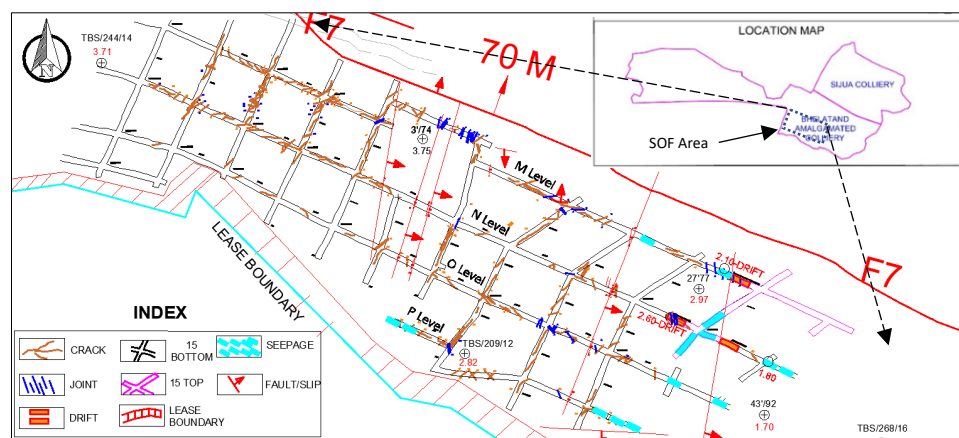 TBS/244/14
3.71
N
F7
70 M
3'/74
3.75
M Level
N Level
O Level
P Level
LEASE BOUNDARY
TBS/209/12
2.82
2.10-DRIFT
27'77
2.97
2.60-DRIFT
1.80
43'/92
1.70
TBS/268/16
F7
LOCATION MAP
SIJUA COLLIERY
BHELATAND
AMALGAMATED
COLLIERY
SOF Area
INDEX
CRACK
15
BOTTOM
SEEPAGE
JOINT
15 TOP
FAULT/SLIP
DRIFT
LEASE
BOUNDARY